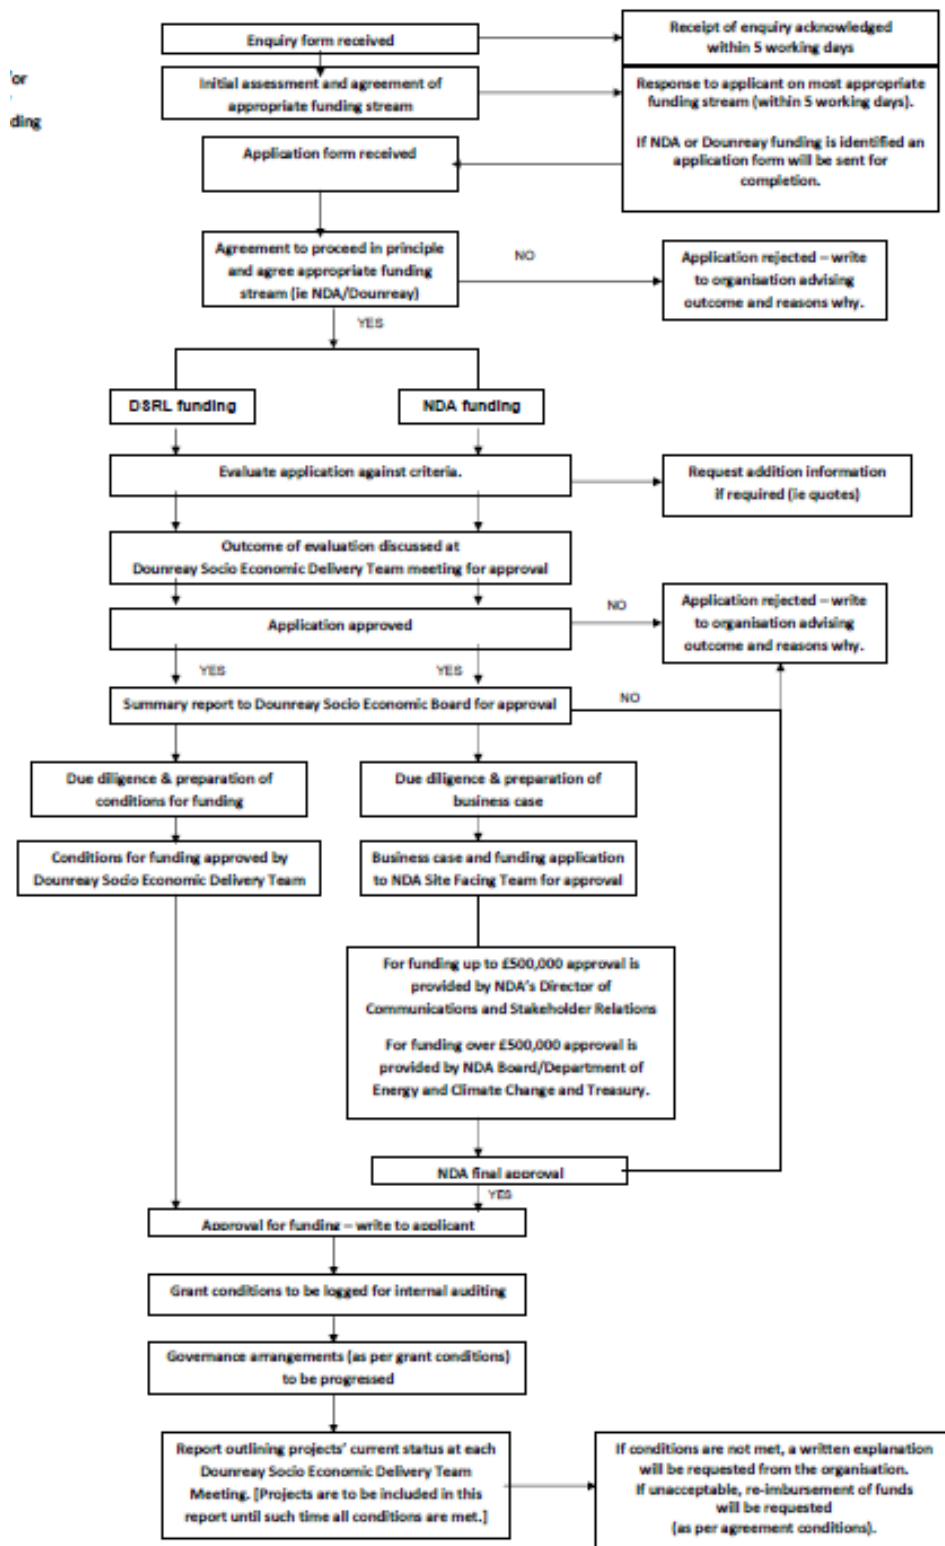 Enquiry form received
Receipt of enquiry acknowledged
within 5 working days
/or
ding
Initial assessment and agreement of
appropriate funding stream
Response to applicant on most appropriate
funding stream (within 5 working days).
If NDA or Dounreay funding is identified an
application form will be sent for
completion.
Application form received
Agreement to proceed in principle
and agree appropriate funding
stream (ie NDA/Dounreay)
NO
Application rejected – write
to organisation advising
outcome and reasons why.
YES
DSRL funding
NDA funding
Evaluate application against criteria.
Request addition information
if required (ie quotes)
Outcome of evaluation discussed at
Dounreay Socio Economic Delivery Team meeting for approval
Application approved
NO
Application rejected – write
to organisation advising
outcome and reasons why.
YES
YES
Summary report to Dounreay Socio Economic Board for approval
NO
Due diligence & preparation of
conditions for funding
Due diligence & preparation of
business case
Conditions for funding approved by
Dounreay Socio Economic Delivery Team
Business case and funding application
to NDA Site Facing Team for approval
For funding up to £500,000 approval is
provided by NDA's Director of
Communications and Stakeholder Relations
For funding over £500,000 approval is
provided by NDA Board/Department of
Energy and Climate Change and Treasury.
NDA final approval
YES
Approval for funding – write to applicant
Grant conditions to be logged for internal auditing
Governance arrangements (as per grant conditions)
to be progressed
Report outlining projects' current status at each
Dounreay Socio Economic Delivery Team
Meeting. [Projects are to be included in this
report until such time all conditions are met.]
If conditions are not met, a written explanation
will be requested from the organisation.
If unacceptable, re-imbursement of funds
will be requested
(as per agreement conditions).